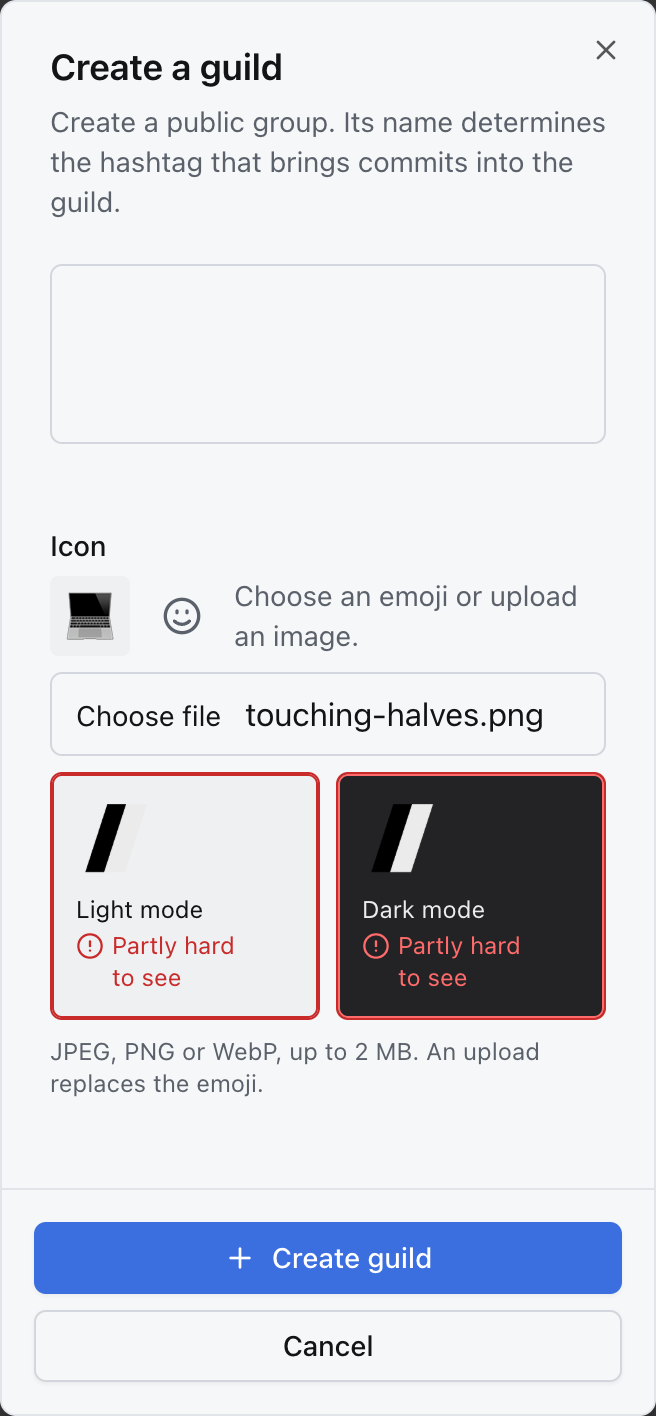 Create a guild
Create a public group. Its name determines
the hashtag that brings commits into the
guild.
Icon
Choose an emoji or upload
an image.
Choose file touching-halves.png
Light mode
Partly hard
to see
Dark mode
Partly hard
to see
JPEG, PNG or WebP, up to 2 MB. An upload
replaces the emoji.
Create guild
Cancel